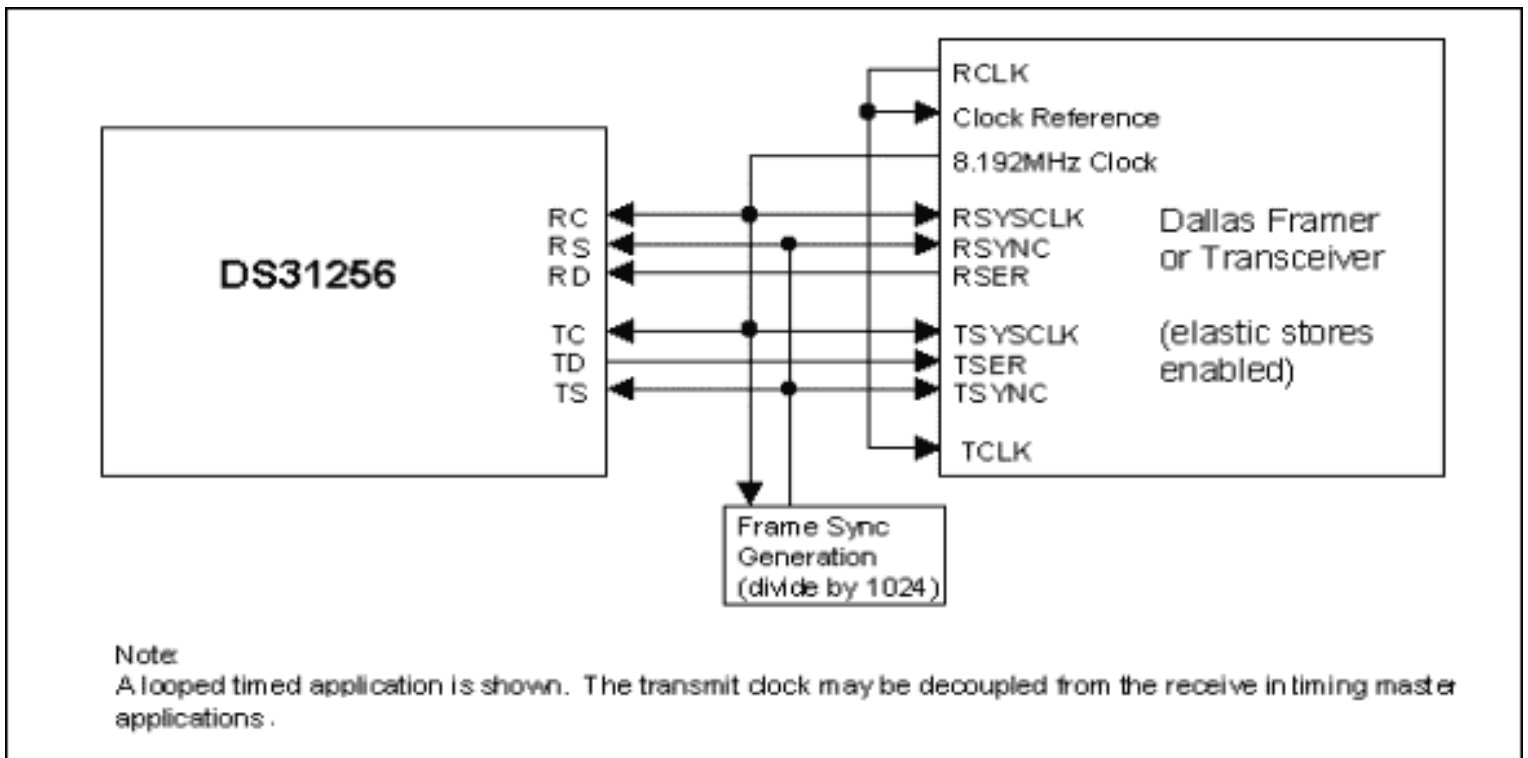 RCLK
Clock Reference
8.192MHz Clock
RC
RS
RD
TC
TD
TS
DS31256
RSYSCLK
RSYNC
RSER
TSYSCLK
TSER
TSYNC
TCLK
Dallas Framer
or Transceiver
(elastic stores
enabled)
Frame Sync
Generation
(divide by 1024)
Note:
A looped timed application is shown. The transmit clock may be decoupled from the receive in timing master
applications.